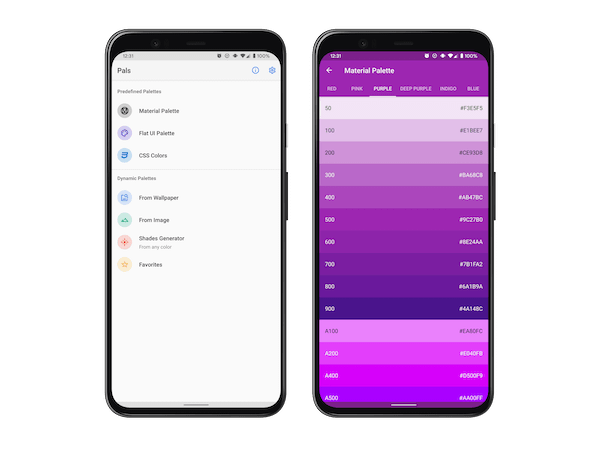 12:31
100%
Pals
Predefined Palettes
Material Palette
Flat UI Palette
CSS Colors
Dynamic Palettes
From Wallpaper
From Image
Shades Generator
From any color
Favorites
12:31
100%
Material Palette
RED PINK PURPLE DEEP PURPLE INDIGO BLUE
50 #F3E5F5
100 #E1BEE7
200 #CE93D8
300 #BA68C8
400 #AB47BC
500 #9C27B0
600 #8E24AA
700 #7B1FA2
800 #6A1B9A
900 #4A148C
A100 #EA80FC
A200 #E040FB
A400 #D500F9
A500 #AA00FF